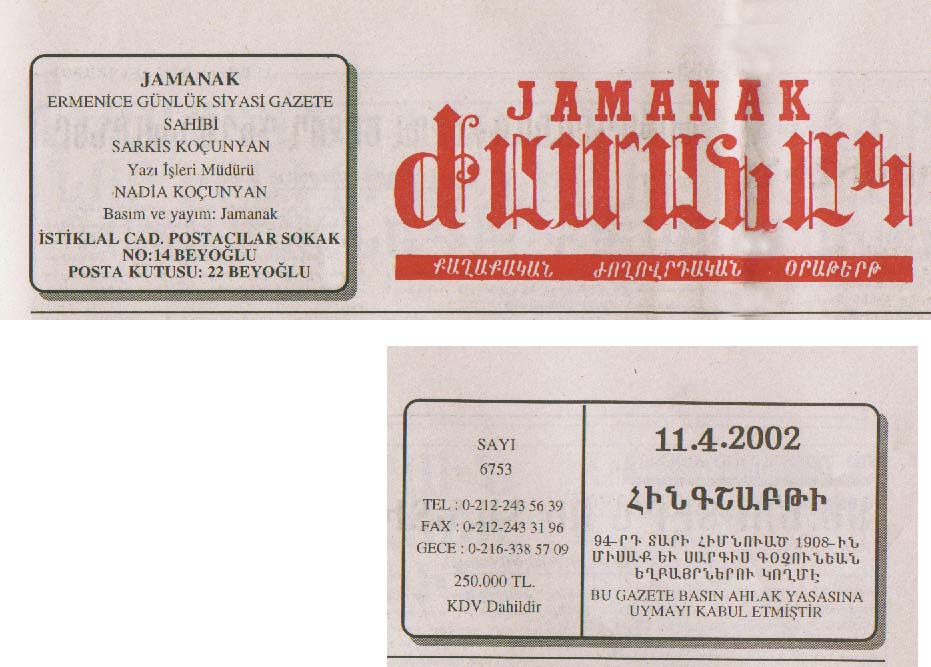 JAMANAK
ERMENİCE GÜNLÜK SİYASİ GAZETE
SAHİBİ
SARKİS KOÇUNYAN
Yazı İşleri Müdürü
NADİA KOÇUNYAN
Basım ve yayım: Jamanak
İSTİKLAL CAD. POSTACILAR SOKAK
NO:14 BEYOĞLU
POSTA KUTUSU: 22 BEYOĞLU
JAMANAK
ԺԱՄԱՆԱԿ
ՔԱՂԱՔԱԿԱՆ ԺՈՂՈՎՐԴԱԿԱՆ ՕՐԱԹԵՐԹ
SAYI
6753
TEL : 0-212-243 56 39
FAX : 0-212-243 31 96
GECE : 0-216-338 57 09
250.000 TL.
KDV Dahildir
11.4.2002
ՀԻՆԳՇԱԲԹԻ
94-ՐԴ ՏԱՐԻ ՀԻՄՆՈՒԱԾ 1908-ԻՆ
ՄԻՍԱՔ ԵՒ ՍԱՐԳԻՍ ԳՕՉՈՒՆԵԱՆ
ԵՂԲԱՅՐՆԵՐՈՒ ԿՈՂՄԷ
BU GAZETE BASIN AHLAK YASASINA
UYMAYI KABUL ETMİŞTİR